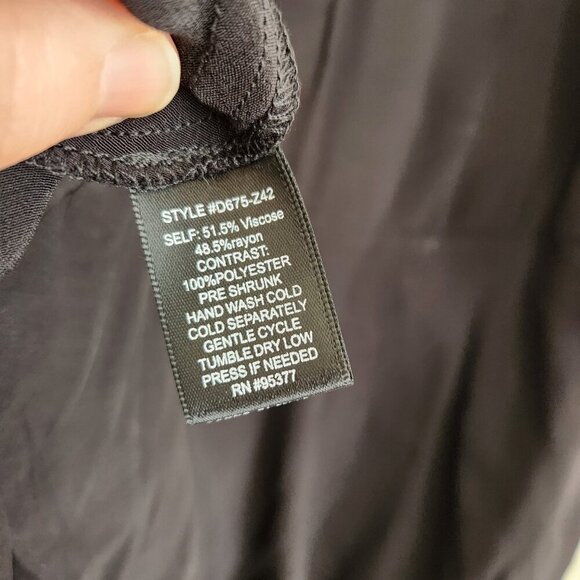 STYLE #D675-Z42
SELF: 51.5% Viscose
48.5%rayon
CONTRAST:
100%POLYESTER
PRE SHRUNK
HAND WASH COLD
COLD SEPARATELY
GENTLE CYCLE
TUMBLE DRY LOW
PRESS IF NEEDED
RN #95377